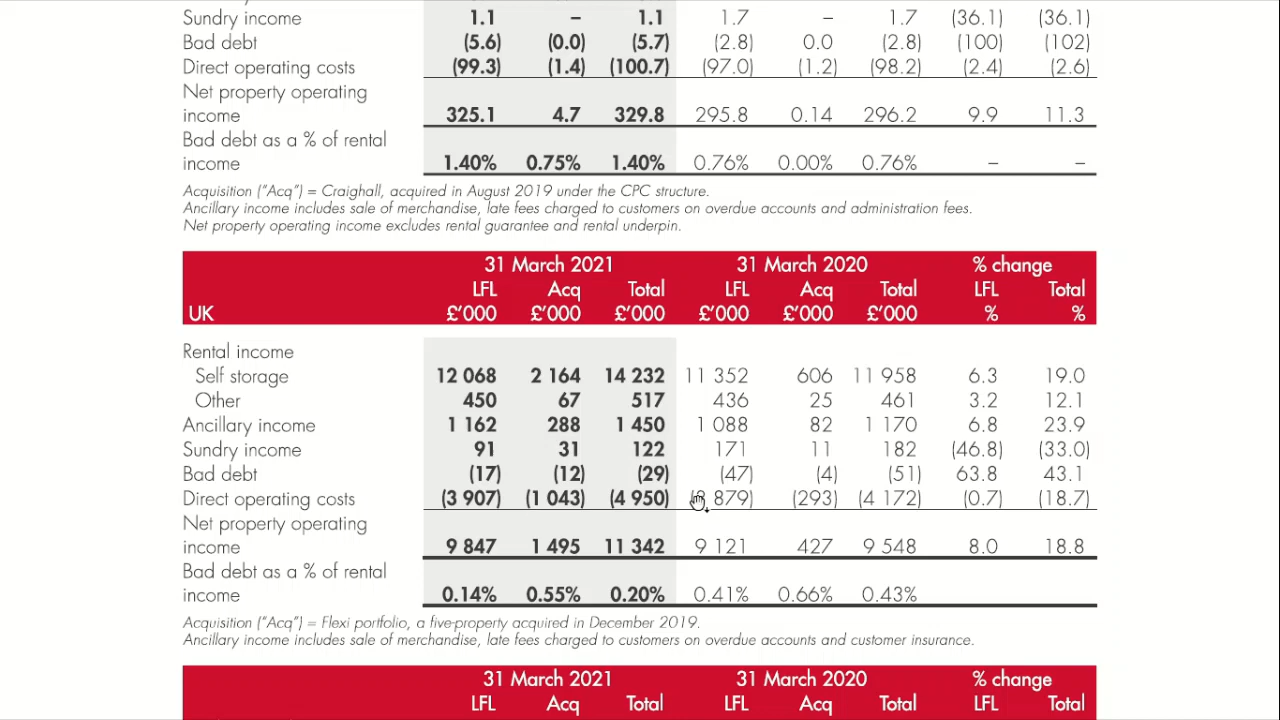 Sundry income 1.1 – 1.1 1.7 – 1.7 (36.1) (36.1)
Bad debt (5.6) (0.0) (5.7) (2.8) 0.0 (2.8) (100) (102)
Direct operating costs (99.3) (1.4) (100.7) (97.0) (1.2) (98.2) (2.4) (2.6)
Net property operating
income 325.1 4.7 329.8 295.8 0.14 296.2 9.9 11.3
Bad debt as a % of rental
income 1.40% 0.75% 1.40% 0.76% 0.00% 0.76% – –
Acquisition (“Acq”) = Craighall, acquired in August 2019 under the CPC structure.
Ancillary income includes sale of merchandise, late fees charged to customers on overdue accounts and administration fees.
Net property operating income excludes rental guarantee and rental underpin.
31 March 2021 31 March 2020 % change
LFL Acq Total LFL Acq Total LFL Total
UK £’000 £’000 £’000 £’000 £’000 £’000 % %
Rental income
Self storage 12 068 2 164 14 232 11 352 606 11 958 6.3 19.0
Other 450 67 517 436 25 461 3.2 12.1
Ancillary income 1 162 288 1 450 1 088 82 1 170 6.8 23.9
Sundry income 91 31 122 171 11 182 (46.8) (33.0)
Bad debt (17) (12) (29) (47) (4) (51) 63.8 43.1
Direct operating costs (3 907) (1 043) (4 950) (3 879) (293) (4 172) (0.7) (18.7)
Net property operating
income 9 847 1 495 11 342 9 121 427 9 548 8.0 18.8
Bad debt as a % of rental
income 0.14% 0.55% 0.20% 0.41% 0.66% 0.43%
Acquisition (“Acq”) = Flexi portfolio, a five-property acquired in December 2019.
Ancillary income includes sale of merchandise, late fees charged to customers on overdue accounts and customer insurance.
31 March 2021 31 March 2020 % change
LFL Acq Total LFL Acq Total LFL Total